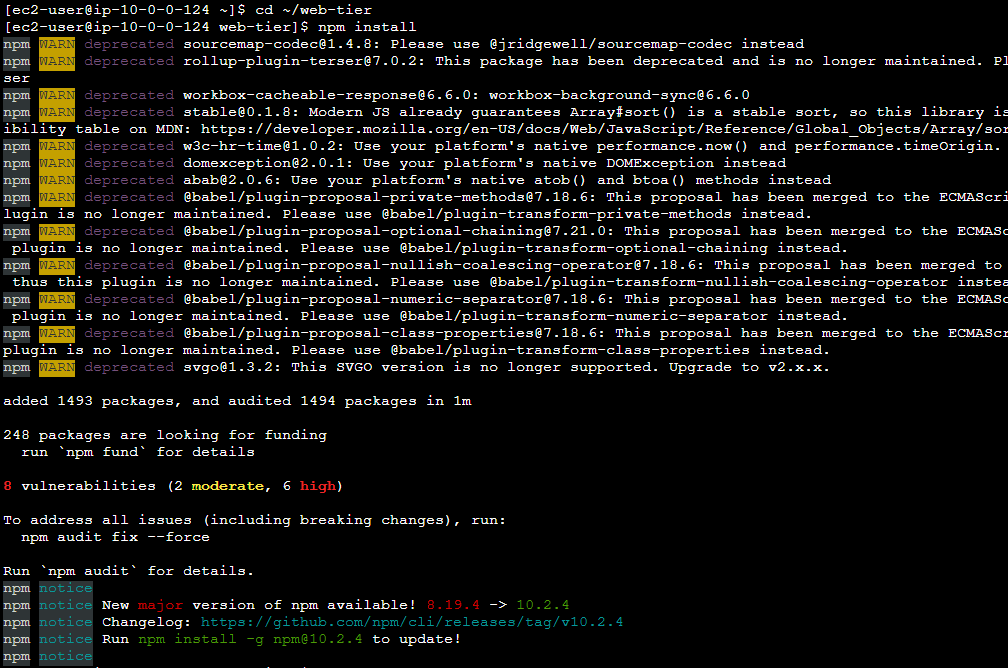 [ec2-user@ip-10-0-0-124 ~]$ cd ~/web-tier
[ec2-user@ip-10-0-0-124 web-tier]$ npm install
npm WARN deprecated sourcemap-codec@1.4.8: Please use @jridgewell/sourcemap-codec instead
npm WARN deprecated rollup-plugin-terser@7.0.2: This package has been deprecated and is no longer maintained. Pl
ser
npm WARN deprecated workbox-cacheable-response@6.6.0: workbox-background-sync@6.6.0
npm WARN deprecated stable@0.1.8: Modern JS already guarantees Array#sort() is a stable sort, so this library is
ibility table on MDN: https://developer.mozilla.org/en-US/docs/Web/JavaScript/Reference/Global_Objects/Array/sor
npm WARN deprecated w3c-hr-time@1.0.2: Use your platform's native performance.now() and performance.timeOrigin.
npm WARN deprecated domexception@2.0.1: Use your platform's native DOMException instead
npm WARN deprecated abab@2.0.6: Use your platform's native atob() and btoa() methods instead
npm WARN deprecated @babel/plugin-proposal-private-methods@7.18.6: This proposal has been merged to the ECMAScri
lugin is no longer maintained. Please use @babel/plugin-transform-private-methods instead.
npm WARN deprecated @babel/plugin-proposal-optional-chaining@7.21.0: This proposal has been merged to the ECMASc
plugin is no longer maintained. Please use @babel/plugin-transform-optional-chaining instead.
npm WARN deprecated @babel/plugin-proposal-nullish-coalescing-operator@7.18.6: This proposal has been merged to
thus this plugin is no longer maintained. Please use @babel/plugin-transform-nullish-coalescing-operator instea
npm WARN deprecated @babel/plugin-proposal-numeric-separator@7.18.6: This proposal has been merged to the ECMASc
plugin is no longer maintained. Please use @babel/plugin-transform-numeric-separator instead.
npm WARN deprecated @babel/plugin-proposal-class-properties@7.18.6: This proposal has been merged to the ECMAScr
plugin is no longer maintained. Please use @babel/plugin-transform-class-properties instead.
npm WARN deprecated svgo@1.3.2: This SVGO version is no longer supported. Upgrade to v2.x.x.
added 1493 packages, and audited 1494 packages in 1m
248 packages are looking for funding
run `npm fund` for details
8 vulnerabilities (2 moderate, 6 high)
To address all issues (including breaking changes), run:
npm audit fix --force
Run `npm audit` for details.
npm notice
npm notice New major version of npm available! 8.19.4 -> 10.2.4
npm notice Changelog: https://github.com/npm/cli/releases/tag/v10.2.4
npm notice Run npm install -g npm@10.2.4 to update!
npm notice